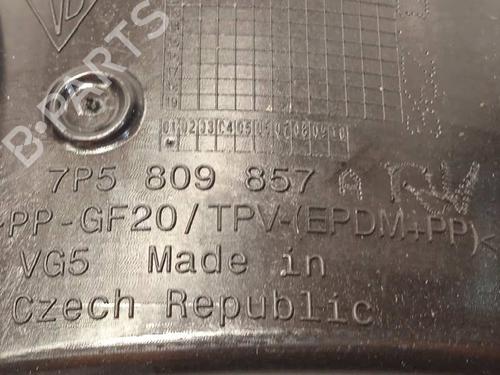 B-PARTS
01 02 03 04 05 06 07 08 09 10
7P5 809 857 A
>PP-GF20/TPV-(EPDM+PP)<
VG5 Made in
Czech Republic